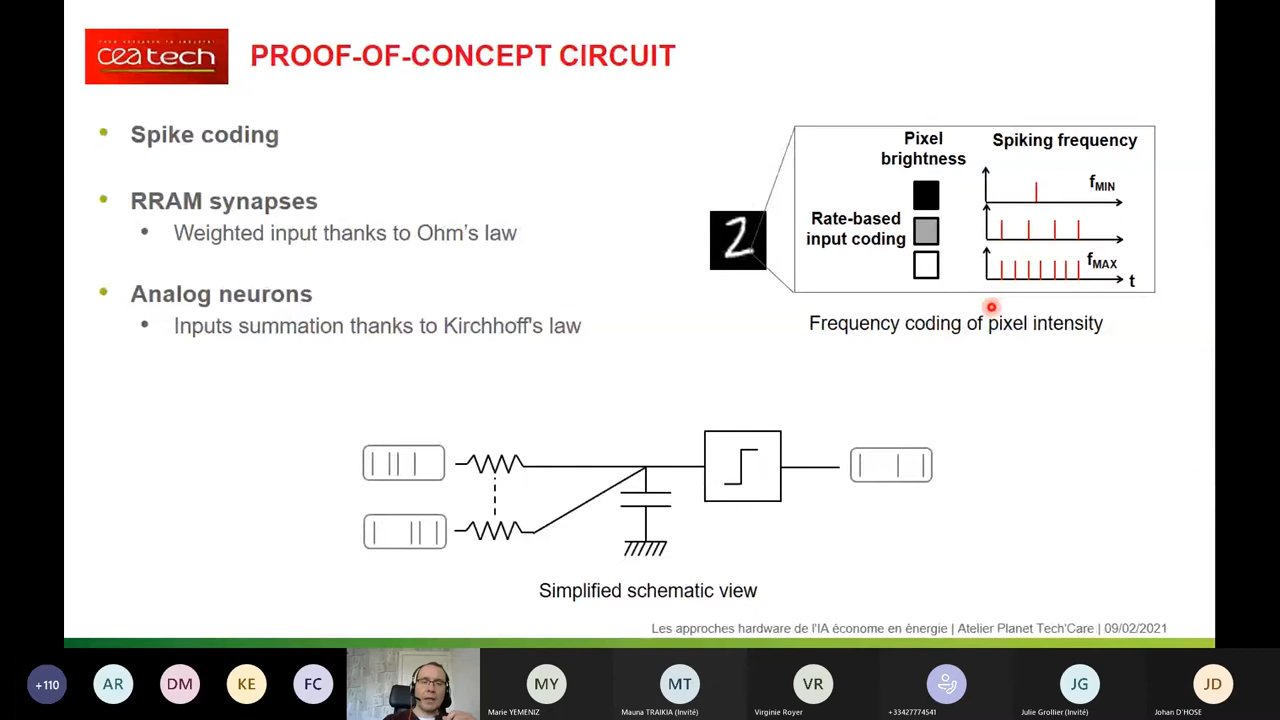 ceatech
PROOF-OF-CONCEPT CIRCUIT
• Spike coding
• RRAM synapses
• Weighted input thanks to Ohm's law
• Analog neurons
• Inputs summation thanks to Kirchhoff's law
Pixel
brightness
Spiking frequency
Rate-based
input coding
fMIN
fMAX
t
2
Frequency coding of pixel intensity
Simplified schematic view
Les approches hardware de l'IA économe en énergie | Atelier Planet Tech'Care | 09/02/2021
+110
AR
DM
KE
FC
MY
Marie YEMENIZ
MT
Mauna TRAIKIA (Invité)
VR
Virginie Royer
+33427774541
JG
Julie Grollier (Invité)
JD
Johan D'HOSE